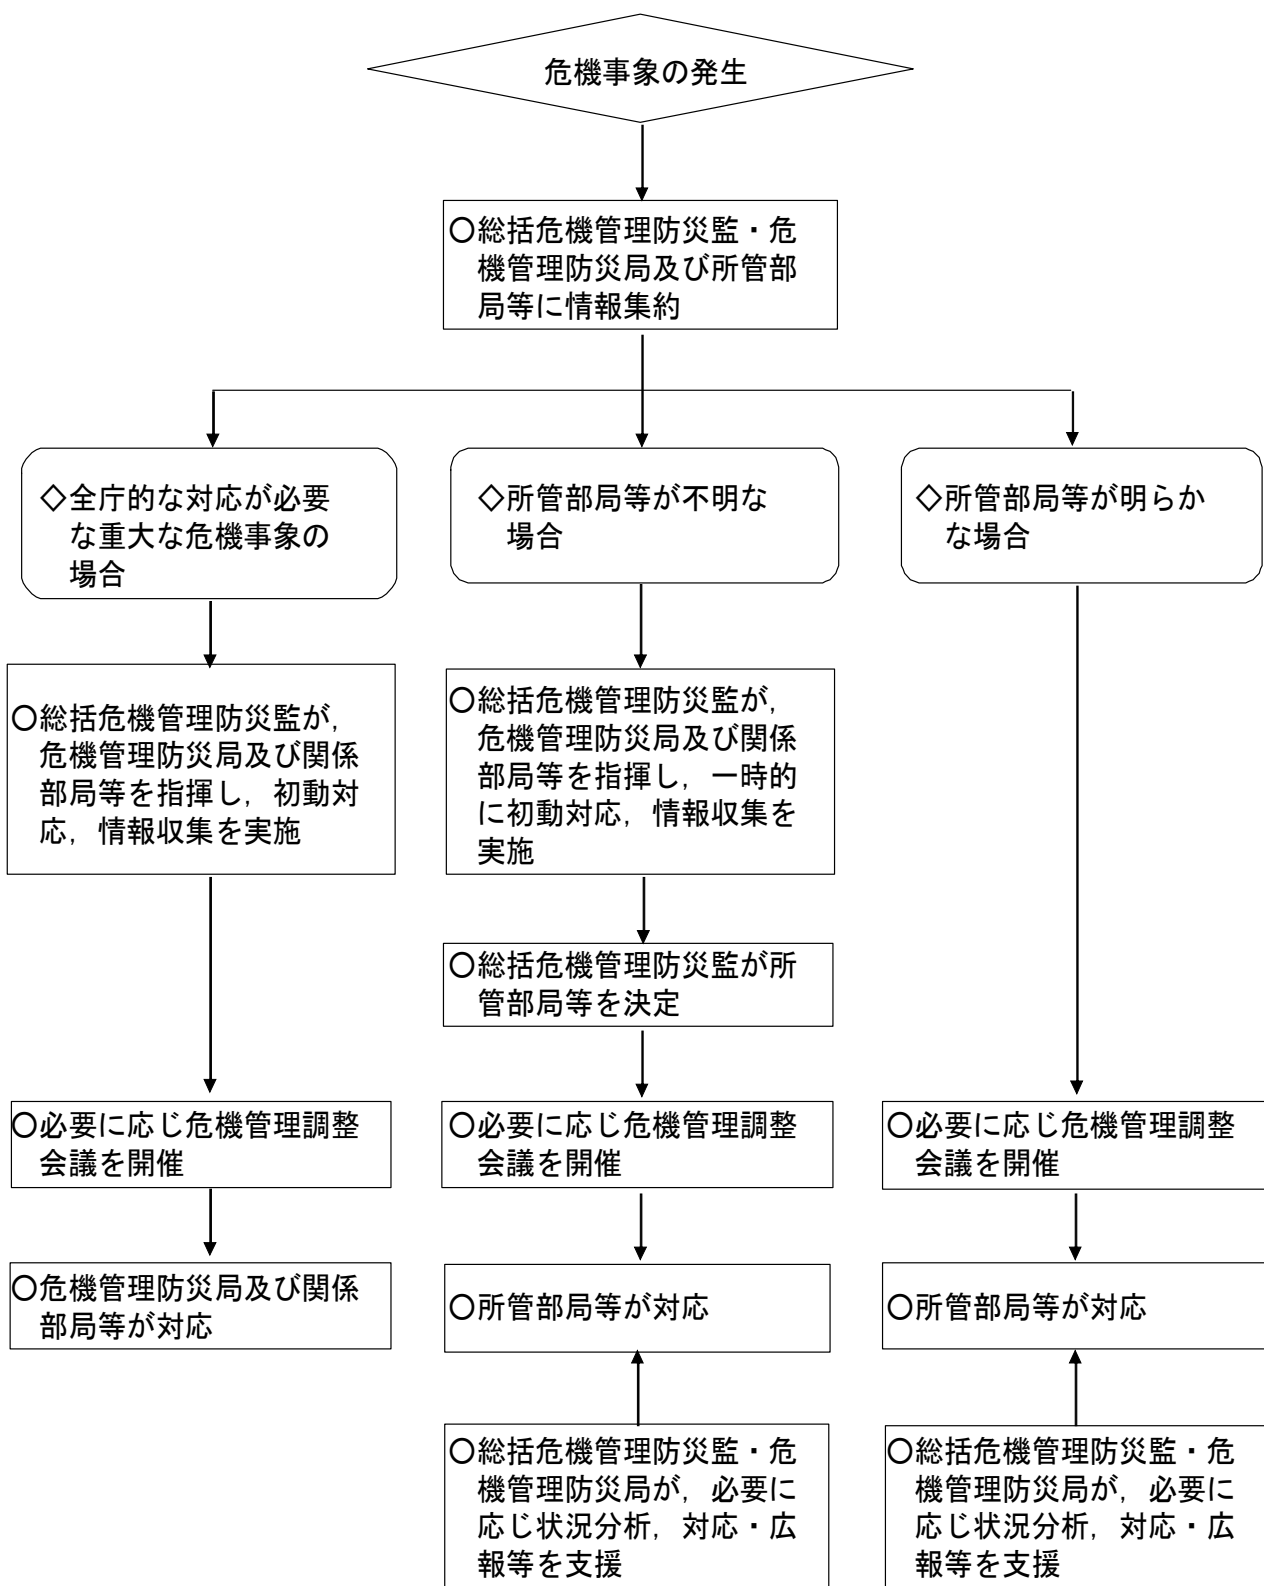 危機事象の発生
○総括危機管理防災監・危
機管理防災局及び所管部
局等に情報集約
◇全庁的な対応が必要
な重大な危機事象の
場合
◇所管部局等が不明な
場合
◇所管部局等が明らか
な場合
○総括危機管理防災監が，
危機管理防災局及び関係
部局等を指揮し，初動対
応，情報収集を実施
○総括危機管理防災監が，
危機管理防災局及び関係
部局等を指揮し，一時的
に初動対応，情報収集を
実施
○総括危機管理防災監が所
管部局等を決定
○必要に応じ危機管理調整
会議を開催
○必要に応じ危機管理調整
会議を開催
○必要に応じ危機管理調整
会議を開催
○危機管理防災局及び関係
部局等が対応
○所管部局等が対応
○所管部局等が対応
○総括危機管理防災監・危
機管理防災局が，必要に
応じ状況分析，対応・広
報等を支援
○総括危機管理防災監・危
機管理防災局が，必要に
応じ状況分析，対応・広
報等を支援